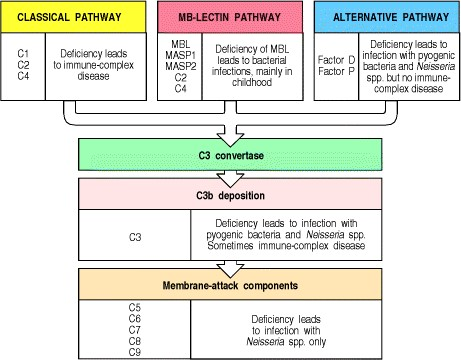 CLASSICAL PATHWAY
C1
C2
C4
Deficiency leads
to immune-complex
disease
MB-LECTIN PATHWAY
MBL
MASP1
MASP2
C2
C4
Deficiency of MBL
leads to bacterial
infections, mainly in
childhood
ALTERNATIVE PATHWAY
Factor D
Factor P
Deficiency leads to
infection with pyogenic
bacteria and Neisseria
spp. but no immune-
complex disease
C3 convertase
C3b deposition
C3
Deficiency leads to infection with
pyogenic bacteria and Neisseria spp.
Sometimes immune-complex disease
Membrane-attack components
C5
C6
C7
C8
C9
Deficiency leads
to infection with
Neisseria spp. only